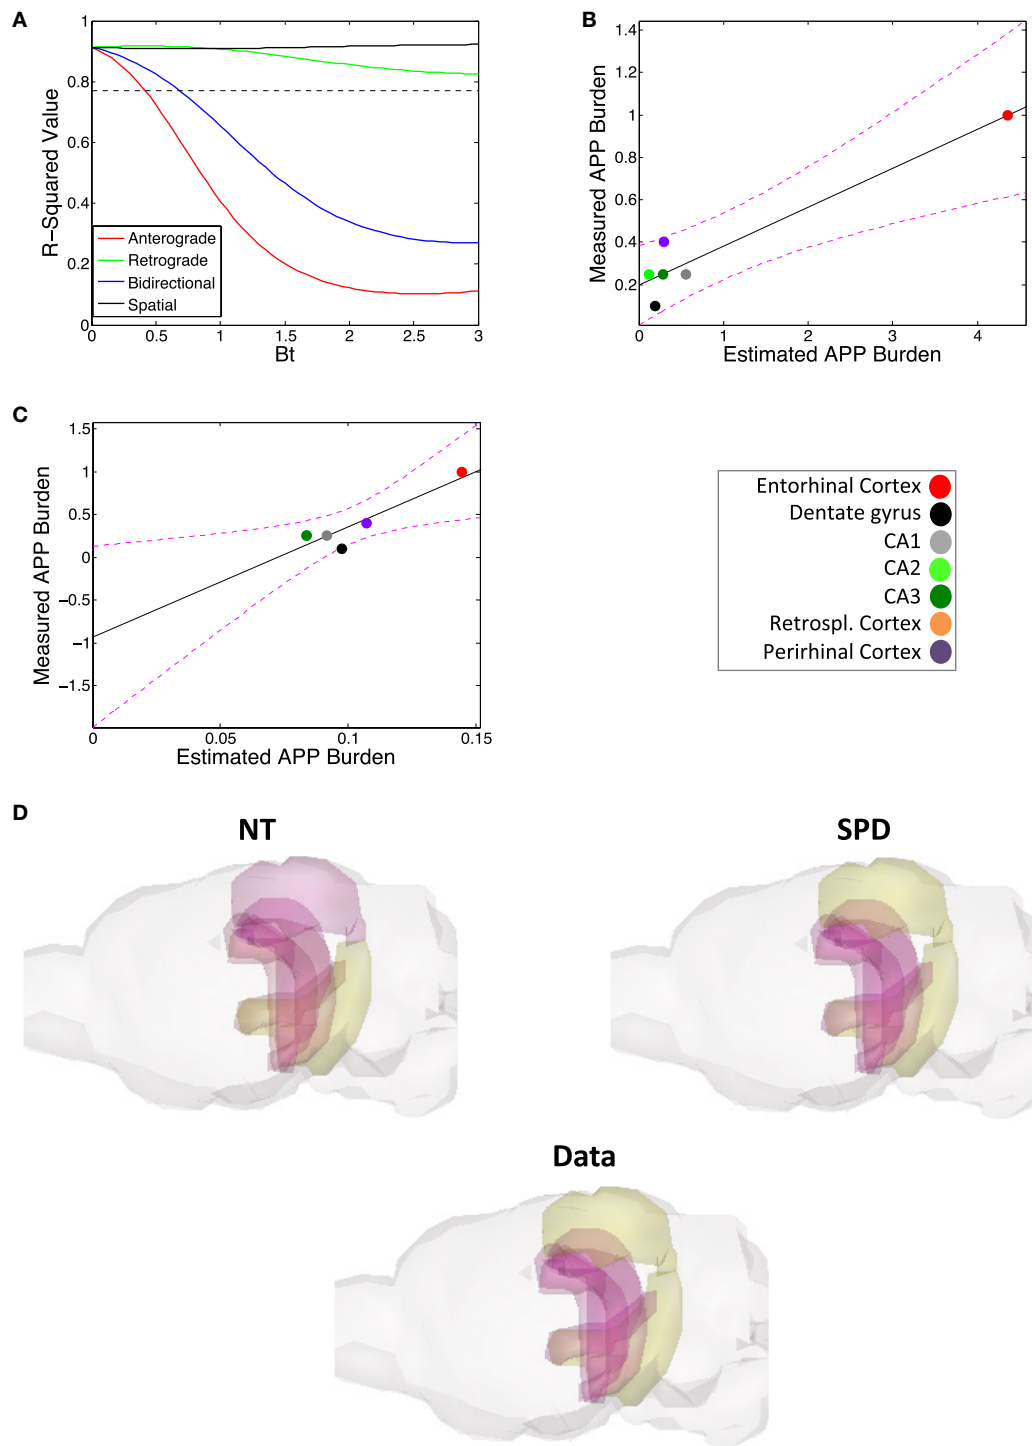 A
R-Squared Value
1
0.8
0.6
0.4
0.2
0
Anterograde
Retrograde
Bidirectional
Spatial
0 0.5 1 1.5 2 2.5 3
Bt
B
Measured APP Burden
1.4
1.2
1
0.8
0.6
0.4
0.2
0 1 2 3 4
Estimated APP Burden
C
Measured APP Burden
1.5
1
0.5
0
−0.5
−1
−1.5
0 0.05 0.1 0.15
Estimated APP Burden
Entorhinal Cortex
Dentate gyrus
CA1
CA2
CA3
Retrospl. Cortex
Perirhinal Cortex
D
NT
SPD
Data